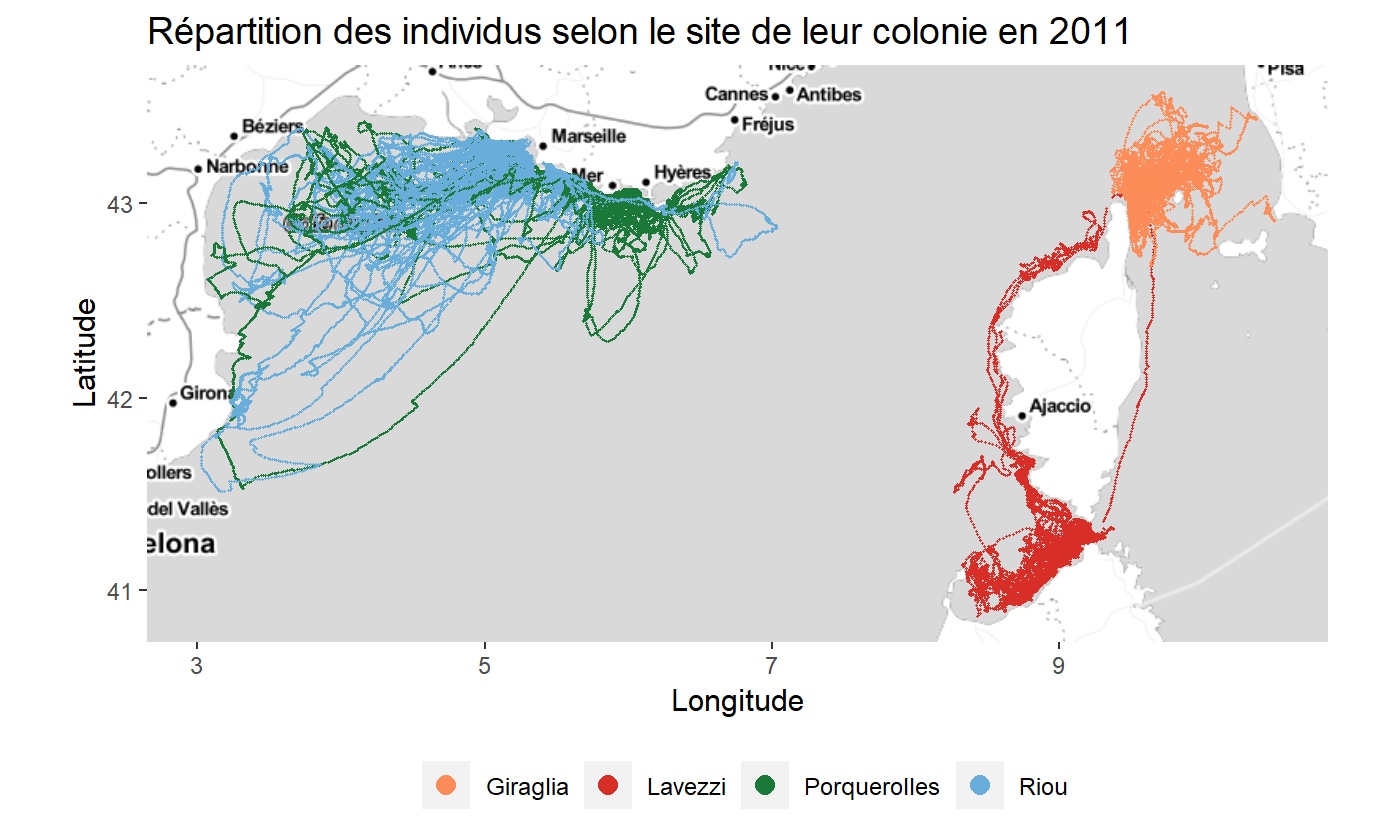 Répartition des individus selon le site de leur colonie en 2011
Nice
Pisa
Cannes
Antibes
Béziers
Fréjus
Marseille
Narbonne
Mer
Hyères
43
Latitude
42
Girona
Ajaccio
ollers
del Vallès
elona
41
3
5
7
9
Longitude
Giraglia
Lavezzi
Porquerolles
Riou